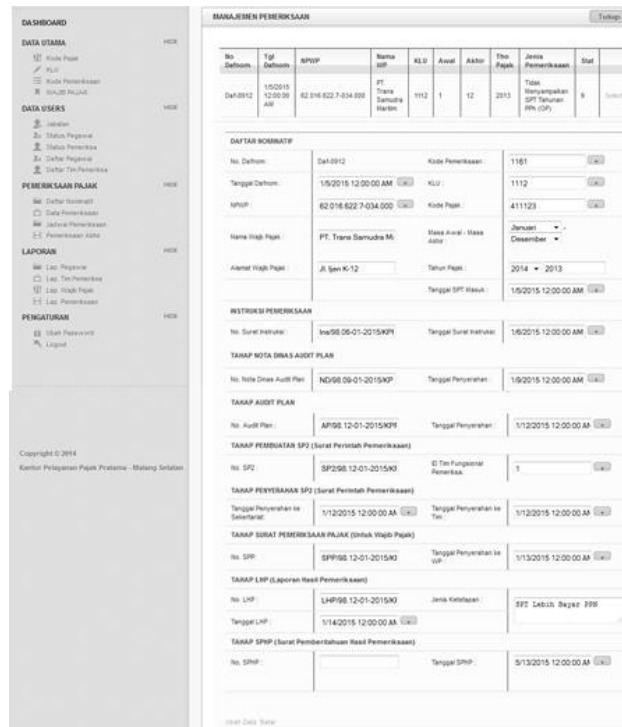 DASHBOARD
DATA UTAMA HIDE
Kode Pajak
KLU
Kode Pemeriksaan
WAJIB PAJAK
DATA USERS HIDE
Jabatan
Status Pegawai
Status Pemeriksa
Daftar Pegawai
Daftar Tim Pemeriksa
PEMERIKSAAN PAJAK HIDE
Daftar Nominatif
Data Pemeriksaan
Jadwal Pemeriksaan
Pemeriksaan Akhir
LAPORAN HIDE
Lap. Pegawai
Lap. Tim Pemeriksa
Lap. Wajib Pajak
Lap. Pemeriksaan
PENGATURAN HIDE
Ubah Password
Logout
Copyright © 2014
Kantor Pelayanan Pajak Pratama - Malang Selatan
MANAJEMEN PEMERIKSAAN Tutup
No Dafnom Tgl Dafnom NPWP Nama WP KLU Awal Akhir Thn Pajak Jenis Pemeriksaan Stat
Daf-0912 1/5/2015 12:00:00 AM 62.016.622.7-034.000 PT. Trans Samudra Maritim 1112 1 12 2013 Tidak Menyampaikan SPT Tahunan PPh (OP) 9 Select
DAFTAR NOMINATIF
No. Dafnom : Daf-0912 Kode Pemeriksaan : 1161
Tanggal Dafnom : 1/5/2015 12:00:00 AM KLU : 1112
NPWP : 62.016.622.7-034.000 Kode Pajak : 411123
Nama Wajib Pajak : PT. Trans Samudra M Masa Awal - Masa Akhir : Januari - Desember
Alamat Wajib Pajak : Jl. Ijen K-12 Tahun Pajak : 2014 2013
Tanggal SPT Masuk : 1/5/2015 12:00:00 AM
INSTRUKSI PEMERIKSAAN
No. Surat Instruksi : Ins/98.06-01-2015/KP Tanggal Surat Instruksi : 1/6/2015 12:00:00 AM
TAHAP NOTA DINAS AUDIT PLAN
No. Nota Dinas Audit Plan : ND/98.09-01-2015/KP Tanggal Penyerahan : 1/9/2015 12:00:00 AM
TAHAP AUDIT PLAN
No. Audit Plan : AP/98.12-01-2015/KP Tanggal Penyerahan : 1/12/2015 12:00:00 AM
TAHAP PEMBUATAN SP2 (Surat Perintah Pemeriksaan)
No. SP2 : SP2/98.12-01-2015/K ID Tim Fungsional Pemeriksa : 1
TAHAP PENYERAHAN SP2 (Surat Perintah Pemeriksaan)
Tanggal Penyerahan ke Sekertariat : 1/12/2015 12:00:00 AM Tanggal Penyerahan ke Tim : 1/12/2015 12:00:00 AM
TAHAP SURAT PEMERIKSAAN PAJAK (Untuk Wajib Pajak)
No. SPP : SPP/98.12-01-2015/K Tanggal Penyerahan ke WP : 1/13/2015 12:00:00 AM
TAHAP LHP (Laporan Hasil Pemeriksaan)
No. LHP : LHP/98.12-01-2015/K Jenis Ketetapan : SPT Lebih Bayar PPN
Tanggal LHP : 1/14/2015 12:00:00 AM
TAHAP SPHP (Surat Pemberitahuan Hasil Pemeriksaan)
No. SPHP : Tanggal SPHP : 5/13/2015 12:00:00 AM
Ubah Data Batal